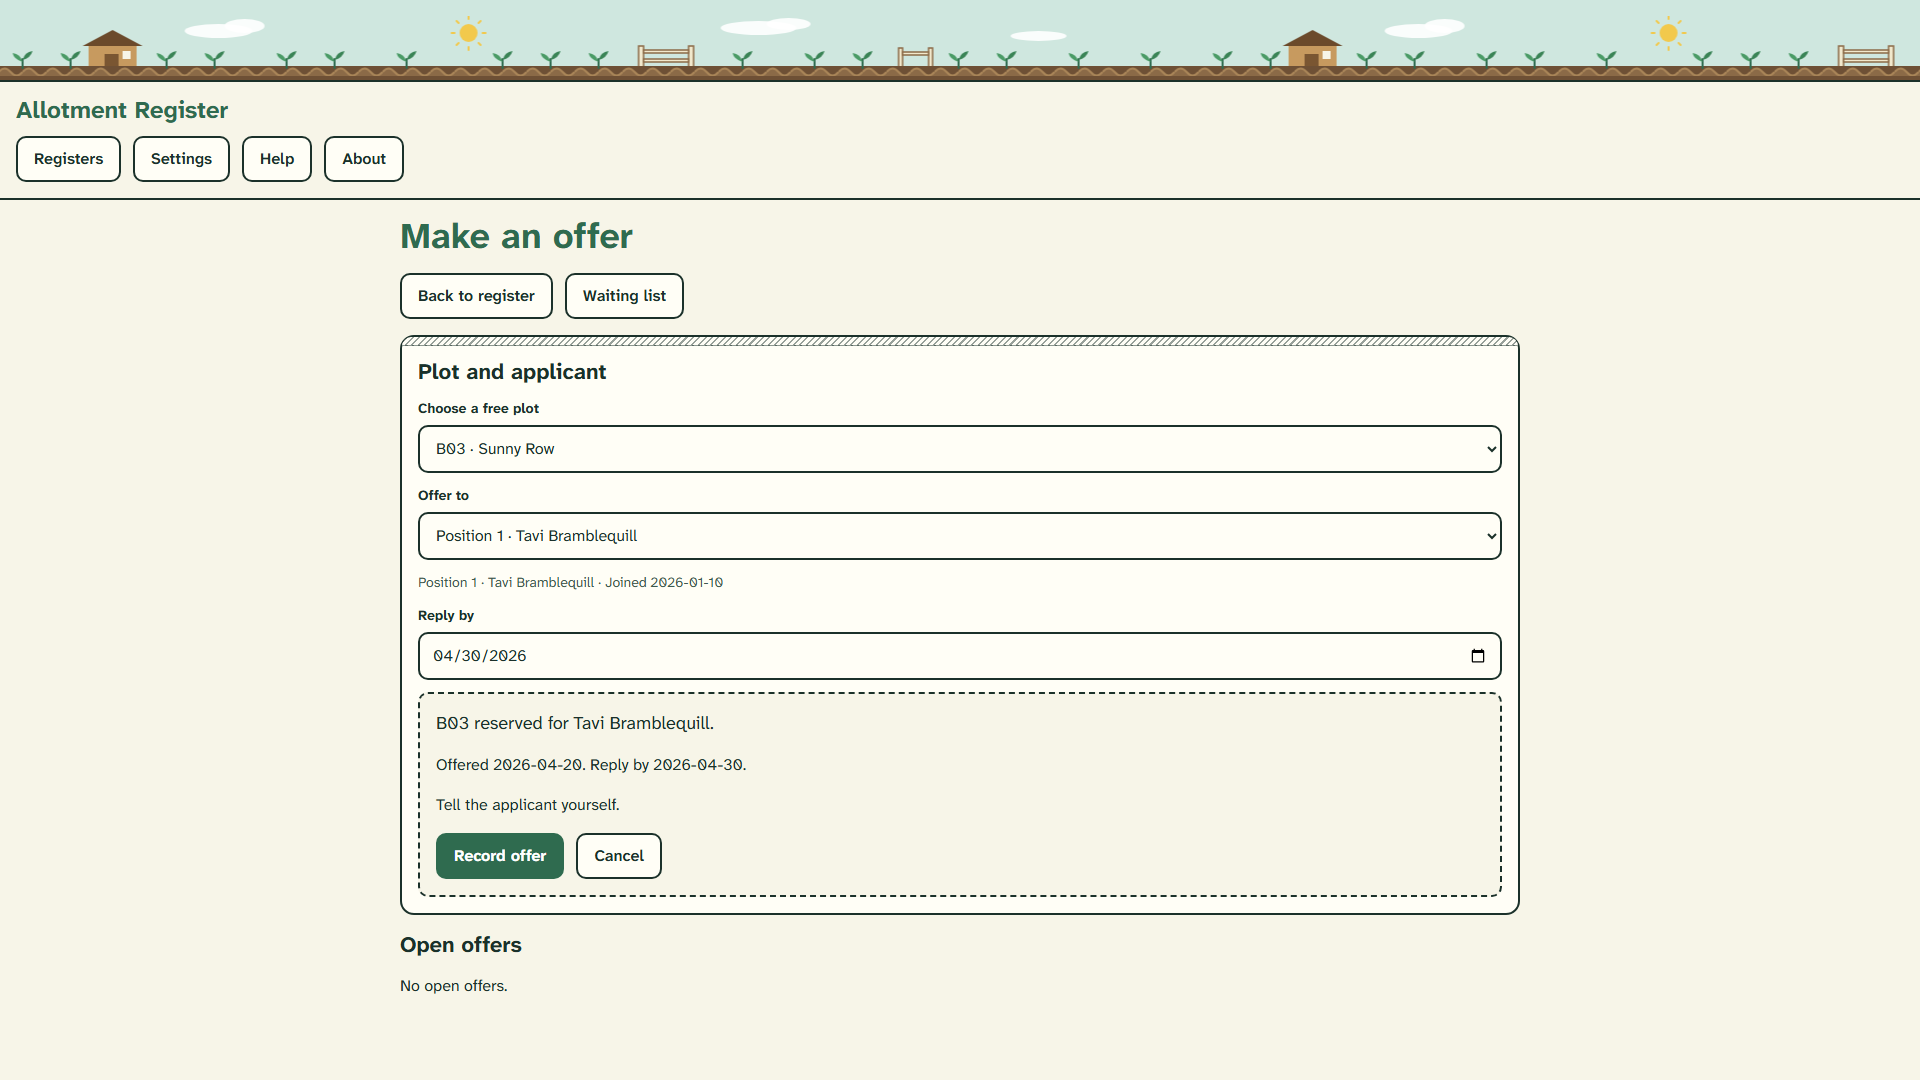 Allotment Register
Registers
Settings
Help
About
Make an offer
Back to register
Waiting list
Plot and applicant
Choose a free plot
B03 · Sunny Row
Offer to
Position 1 · Tavi Bramblequill
Position 1 · Tavi Bramblequill · Joined 2026-01-10
Reply by
04/30/2026
B03 reserved for Tavi Bramblequill.
Offered 2026-04-20. Reply by 2026-04-30.
Tell the applicant yourself.
Record offer
Cancel
Open offers
No open offers.